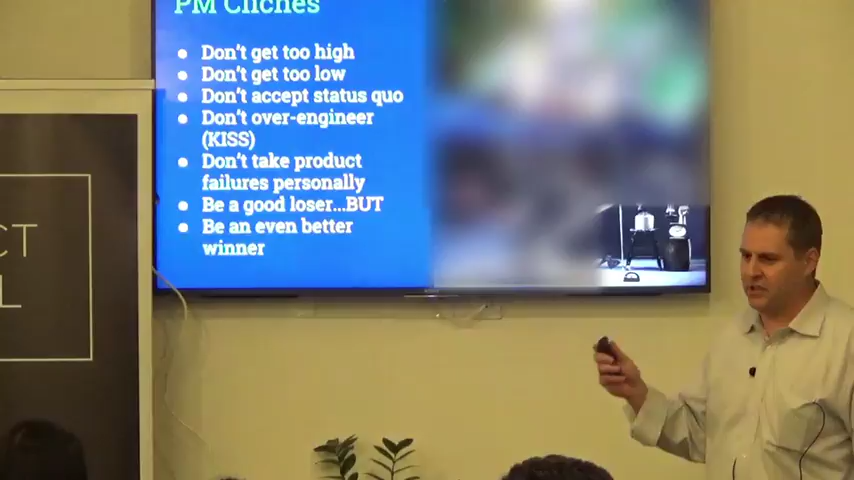 PM Cliches
● Don't get too high
● Don't get too low
● Don't accept status quo
● Don't over-engineer
(KISS)
● Don't take product
failures personally
● Be a good loser...BUT
● Be an even better
winner
CT
L